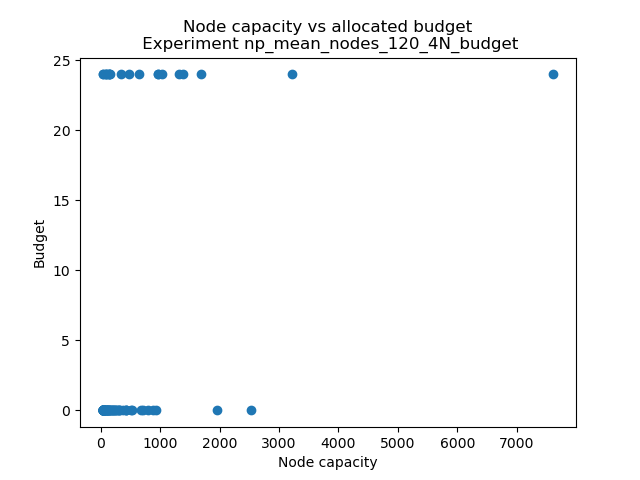 Node capacity vs allocated budget
Experiment np_mean_nodes_120_4N_budget
25
20
15
10
5
0
Budget
0 1000 2000 3000 4000 5000 6000 7000
Node capacity